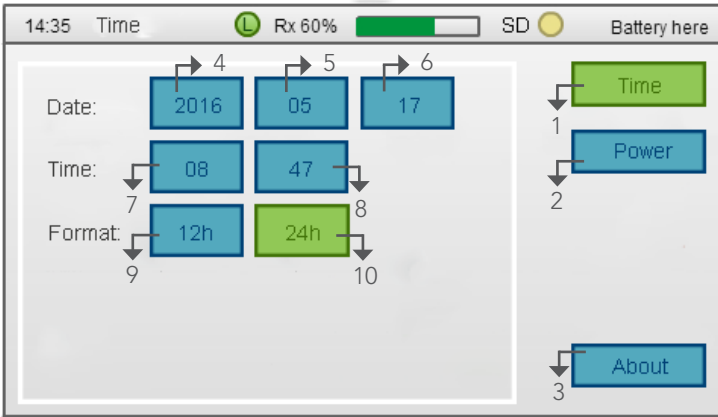 14:35 Time L Rx 60% SD Battery here
4 5 6
Date: 2016 05 17 Time
1
Time: 08 47 Power
7 8 2
Format: 12h 24h
9 10
About
3